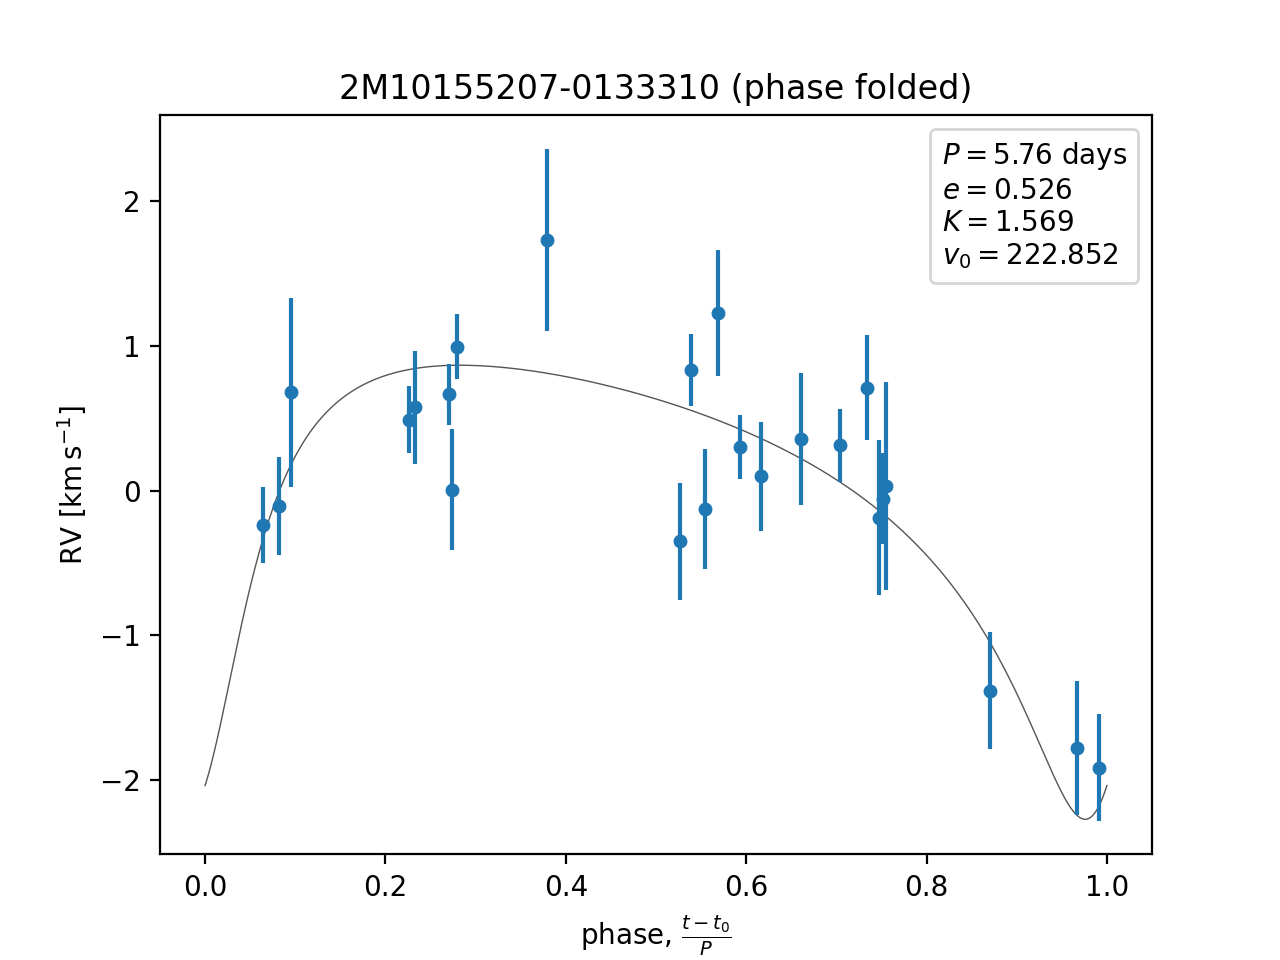 2M10155207-0133310 (phase folded)
P = 5.76 days
e = 0.526
K = 1.569
v₀ = 222.852
RV [km s⁻¹]
2
1
0
−1
−2
0.0 0.2 0.4 0.6 0.8 1.0
phase, (t − t₀)/P